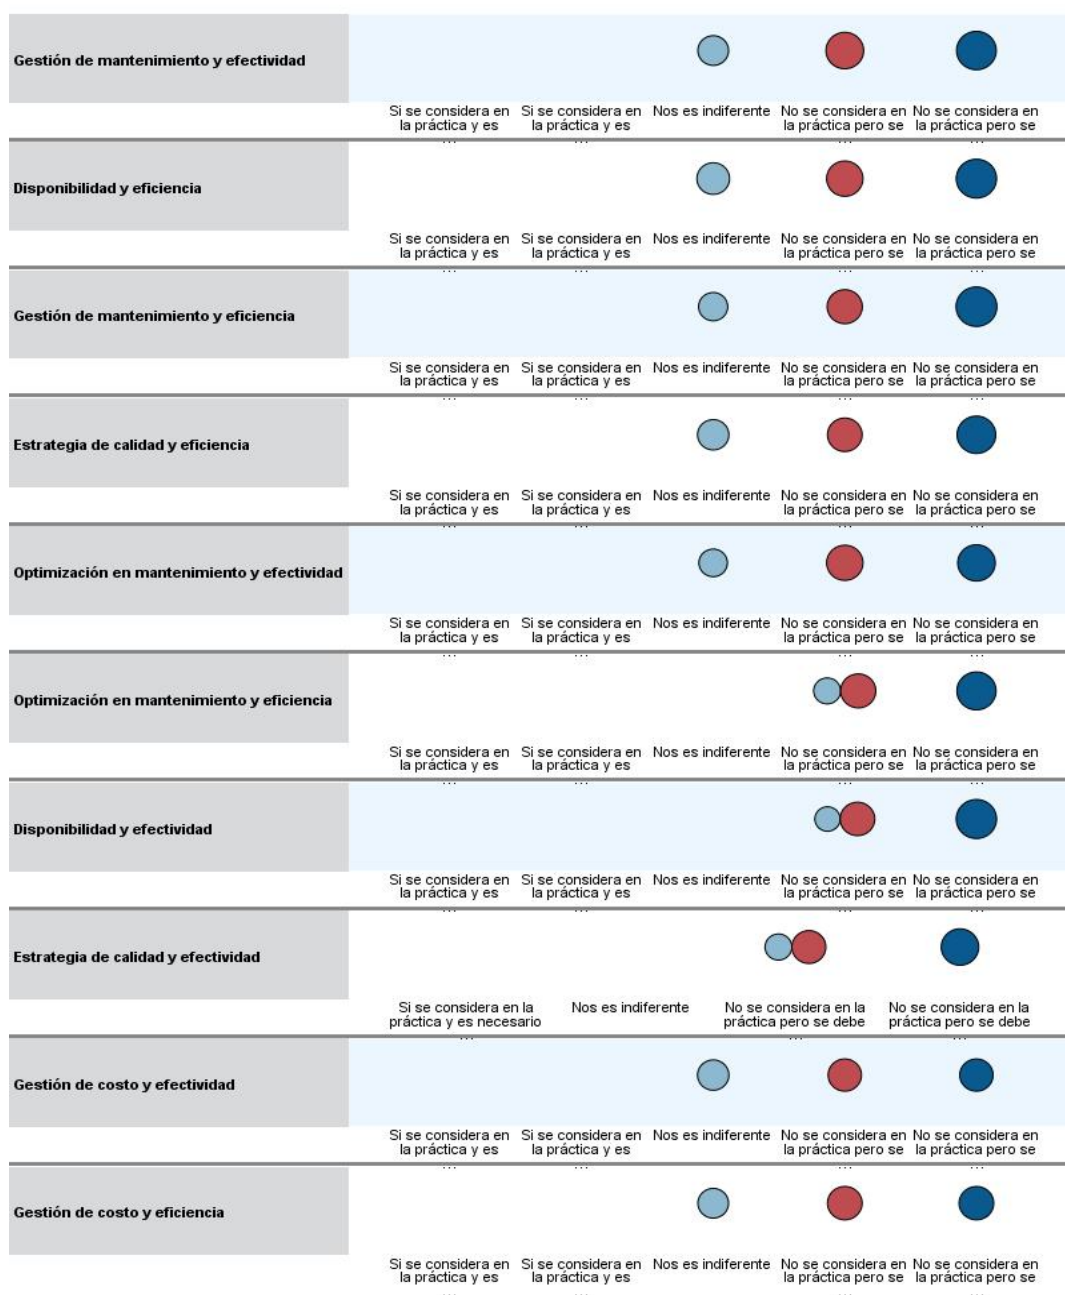 Gestión de mantenimiento y efectividad
Si se considera en Si se considera en Nos es indiferente No se considera en No se considera en
la práctica y es la práctica y es la práctica pero se la práctica pero se
... ... ... ...
Disponibilidad y eficiencia
Si se considera en Si se considera en Nos es indiferente No se considera en No se considera en
la práctica y es la práctica y es la práctica pero se la práctica pero se
... ... ... ...
Gestión de mantenimiento y eficiencia
Si se considera en Si se considera en Nos es indiferente No se considera en No se considera en
la práctica y es la práctica y es la práctica pero se la práctica pero se
... ... ... ...
Estrategia de calidad y eficiencia
Si se considera en Si se considera en Nos es indiferente No se considera en No se considera en
la práctica y es la práctica y es la práctica pero se la práctica pero se
... ... ... ...
Optimización en mantenimiento y efectividad
Si se considera en Si se considera en Nos es indiferente No se considera en No se considera en
la práctica y es la práctica y es la práctica pero se la práctica pero se
... ... ... ...
Optimización en mantenimiento y eficiencia
Si se considera en Si se considera en Nos es indiferente No se considera en No se considera en
la práctica y es la práctica y es la práctica pero se la práctica pero se
... ... ... ...
Disponibilidad y efectividad
Si se considera en Si se considera en Nos es indiferente No se considera en No se considera en
la práctica y es la práctica y es la práctica pero se la práctica pero se
... ... ... ...
Estrategia de calidad y efectividad
Si se considera en la Nos es indiferente No se considera en la No se considera en la
práctica y es necesario práctica pero se debe práctica pero se debe
... ... ...
Gestión de costo y efectividad
Si se considera en Si se considera en Nos es indiferente No se considera en No se considera en
la práctica y es la práctica y es la práctica pero se la práctica pero se
... ... ... ...
Gestión de costo y eficiencia
Si se considera en Si se considera en Nos es indiferente No se considera en No se considera en
la práctica y es la práctica y es la práctica pero se la práctica pero se
... ... ... ...